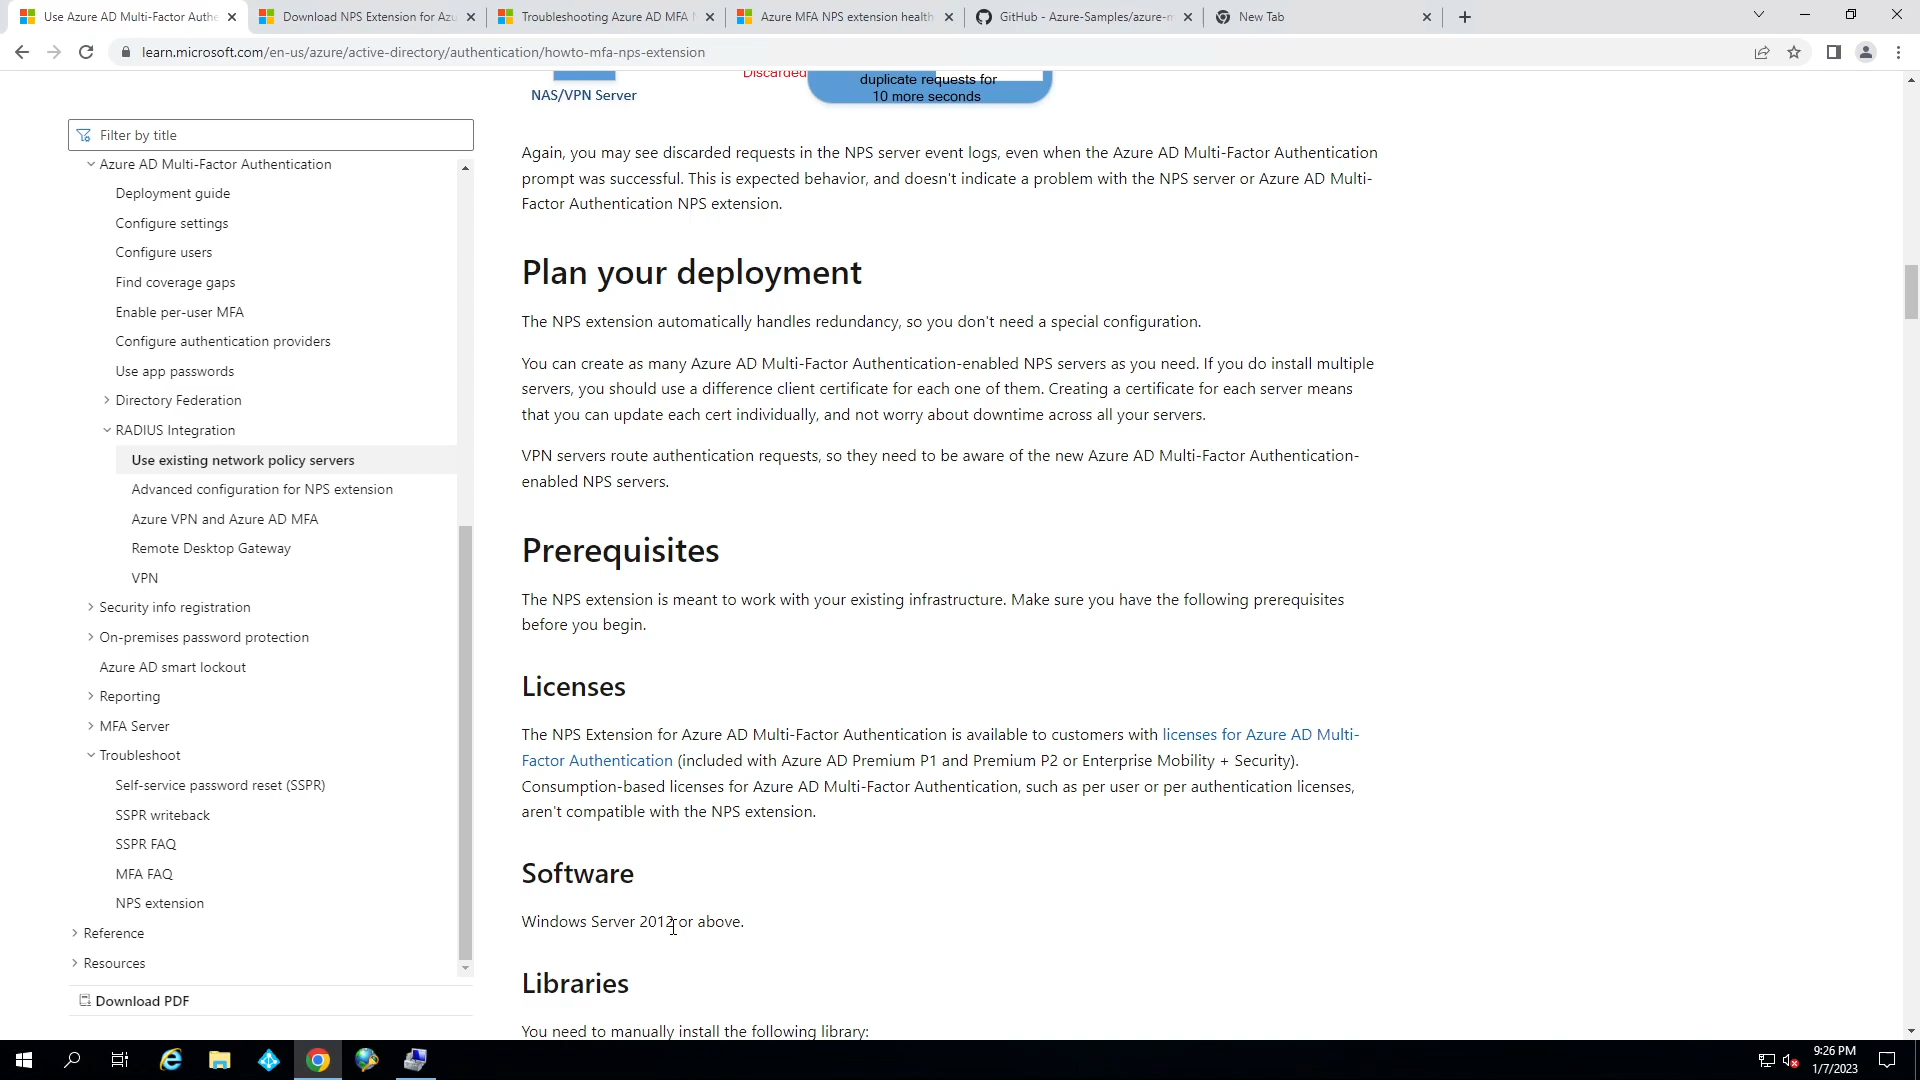 Use Azure AD Multi-Factor Authe
Download NPS Extension for Azu
Troubleshooting Azure AD MFA
Azure MFA NPS extension health
GitHub - Azure-Samples/azure-m
New Tab
learn.microsoft.com/en-us/azure/active-directory/authentication/howto-mfa-nps-extension
Filter by title
Azure AD Multi-Factor Authentication
Deployment guide
Configure settings
Configure users
Find coverage gaps
Enable per-user MFA
Configure authentication providers
Use app passwords
Directory Federation
RADIUS Integration
Use existing network policy servers
Advanced configuration for NPS extension
Azure VPN and Azure AD MFA
Remote Desktop Gateway
VPN
Security info registration
On-premises password protection
Azure AD smart lockout
Reporting
MFA Server
Troubleshoot
Self-service password reset (SSPR)
SSPR writeback
SSPR FAQ
MFA FAQ
NPS extension
Reference
Resources
Download PDF
Discarded
duplicate requests for
10 more seconds
NAS/VPN Server
Again, you may see discarded requests in the NPS server event logs, even when the Azure AD Multi-Factor Authentication
prompt was successful. This is expected behavior, and doesn't indicate a problem with the NPS server or Azure AD Multi-
Factor Authentication NPS extension.
Plan your deployment
The NPS extension automatically handles redundancy, so you don't need a special configuration.
You can create as many Azure AD Multi-Factor Authentication-enabled NPS servers as you need. If you do install multiple
servers, you should use a difference client certificate for each one of them. Creating a certificate for each server means
that you can update each cert individually, and not worry about downtime across all your servers.
VPN servers route authentication requests, so they need to be aware of the new Azure AD Multi-Factor Authentication-
enabled NPS servers.
Prerequisites
The NPS extension is meant to work with your existing infrastructure. Make sure you have the following prerequisites
before you begin.
Licenses
The NPS Extension for Azure AD Multi-Factor Authentication is available to customers with licenses for Azure AD Multi-
Factor Authentication (included with Azure AD Premium P1 and Premium P2 or Enterprise Mobility + Security).
Consumption-based licenses for Azure AD Multi-Factor Authentication, such as per user or per authentication licenses,
aren't compatible with the NPS extension.
Software
Windows Server 2012 or above.
Libraries
You need to manually install the following library:
9:26 PM
1/7/2023